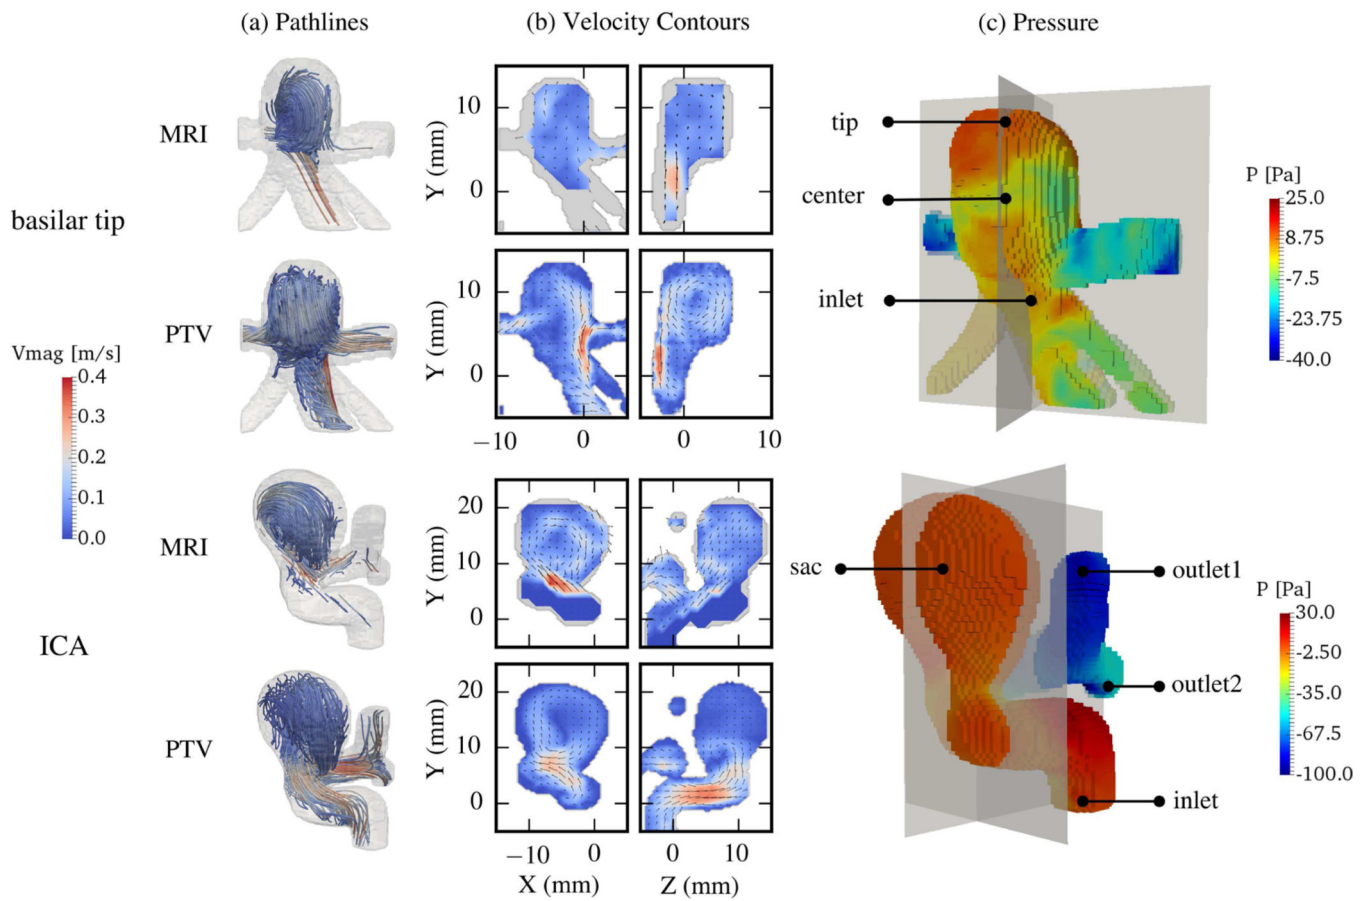 (a) Pathlines
(b) Velocity Contours
(c) Pressure
MRI
basilar tip
PTV
Vmag [m/s]
0.4
0.3
0.2
0.1
0.0
MRI
ICA
PTV
Y (mm)
10
0
Y (mm)
10
0
−10
0
0
10
Y (mm)
20
10
0
Y (mm)
20
10
0
−10
0
0
10
X (mm)
Z (mm)
tip
center
inlet
P [Pa]
25.0
8.75
-7.5
-23.75
-40.0
sac
outlet1
outlet2
inlet
P [Pa]
30.0
-2.50
-35.0
-67.5
-100.0